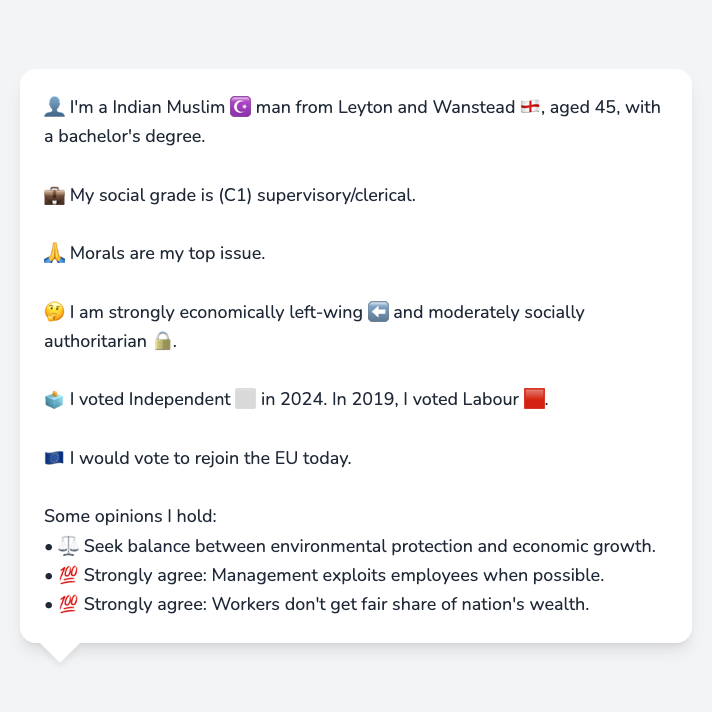 👤 I'm a Indian Muslim ☪️ man from Leyton and Wanstead 🏴󠁧󠁢󠁥󠁮󠁧󠁿, aged 45, with
a bachelor's degree.
💼 My social grade is (C1) supervisory/clerical.
🙏 Morals are my top issue.
🤔 I am strongly economically left-wing ⬅️ and moderately socially
authoritarian 🔒.
🗳️ I voted Independent ⬜ in 2024. In 2019, I voted Labour 🟥.
🇪🇺 I would vote to rejoin the EU today.
Some opinions I hold:
• ⚖️ Seek balance between environmental protection and economic growth.
• 💯 Strongly agree: Management exploits employees when possible.
• 💯 Strongly agree: Workers don't get fair share of nation's wealth.